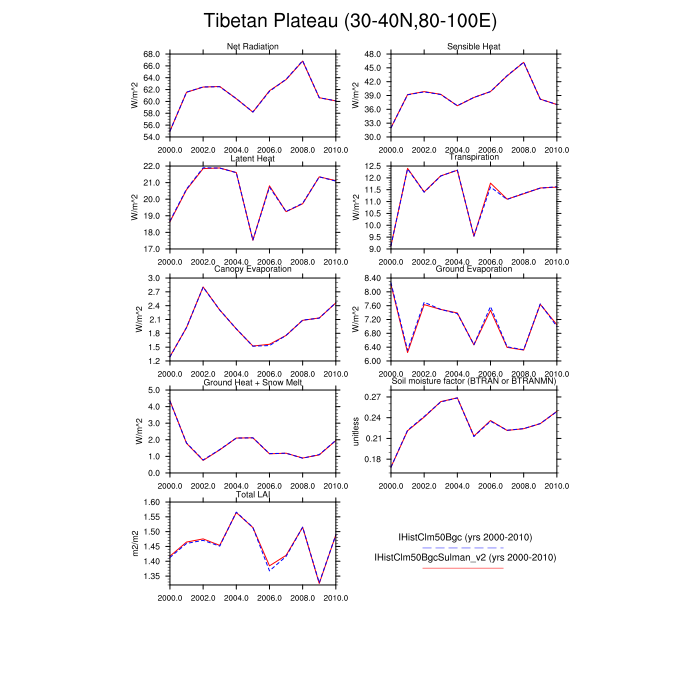 Tibetan Plateau (30-40N,80-100E)
Net Radiation
W/m^2
68.0
66.0
64.0
62.0
60.0
58.0
56.0
54.0
2000.0 2002.0 2004.0 2006.0 2008.0 2010.0
Sensible Heat
W/m^2
48.0
45.0
42.0
39.0
36.0
33.0
30.0
2000.0 2002.0 2004.0 2006.0 2008.0 2010.0
Latent Heat
W/m^2
22.0
21.0
20.0
19.0
18.0
17.0
2000.0 2002.0 2004.0 2006.0 2008.0 2010.0
Transpiration
W/m^2
12.5
12.0
11.5
11.0
10.5
10.0
9.5
9.0
2000.0 2002.0 2004.0 2006.0 2008.0 2010.0
Canopy Evaporation
W/m^2
3.0
2.7
2.4
2.1
1.8
1.5
1.2
2000.0 2002.0 2004.0 2006.0 2008.0 2010.0
Ground Evaporation
W/m^2
8.40
8.00
7.60
7.20
6.80
6.40
6.00
2000.0 2002.0 2004.0 2006.0 2008.0 2010.0
Ground Heat + Snow Melt
W/m^2
5.0
4.0
3.0
2.0
1.0
0.0
2000.0 2002.0 2004.0 2006.0 2008.0 2010.0
Soil moisture factor (BTRAN or BTRANMN)
unitless
0.27
0.24
0.21
0.18
2000.0 2002.0 2004.0 2006.0 2008.0 2010.0
Total LAI
m2/m2
1.60
1.55
1.50
1.45
1.40
1.35
2000.0 2002.0 2004.0 2006.0 2008.0 2010.0
IHistClm50Bgc (yrs 2000-2010)
IHistClm50BgcSulman_v2 (yrs 2000-2010)